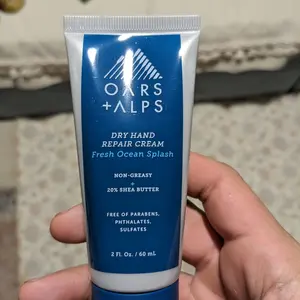 OARS
+ALPS
DRY HAND
REPAIR CREAM
Fresh Ocean Splash
NON-GREASY
+
20% SHEA BUTTER
FREE OF PARABENS,
PHTHALATES,
SULFATES
2 Fl. Oz. / 60 mL